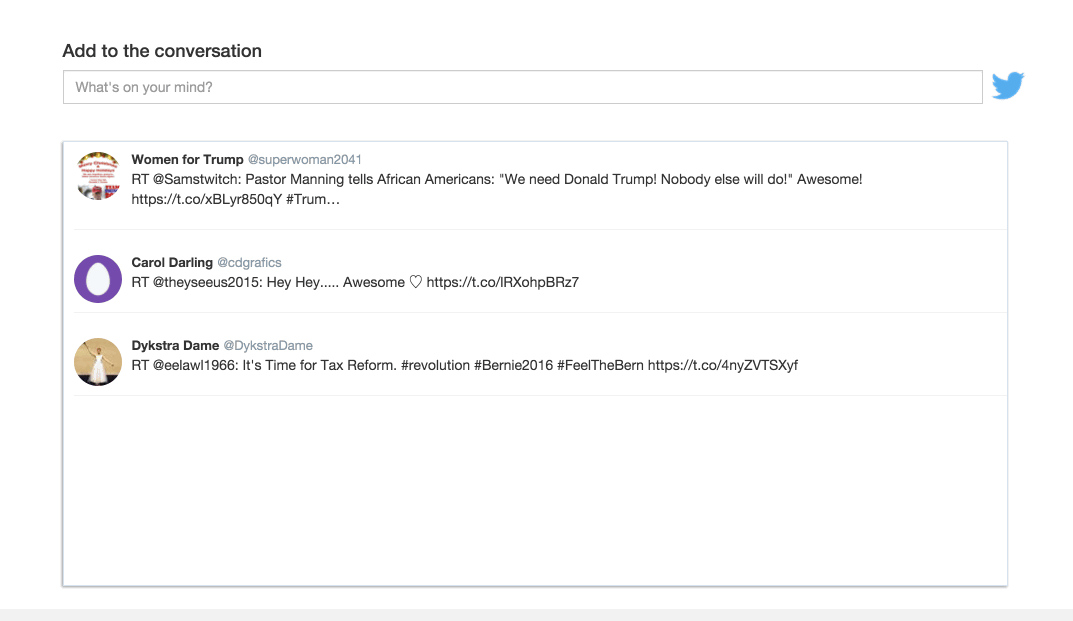 Add to the conversation
What's on your mind?
Women for Trump @superwoman2041
RT @Samstwitch: Pastor Manning tells African Americans: "We need Donald Trump! Nobody else will do!" Awesome!
https://t.co/xBLyr850qY #Trum…
Carol Darling @cdgrafics
RT @theyseeus2015: Hey Hey..... Awesome ♡ https://t.co/lRXohpBRz7
Dykstra Dame @DykstraDame
RT @eelawl1966: It's Time for Tax Reform. #revolution #Bernie2016 #FeelTheBern https://t.co/4nyZVTSXyf